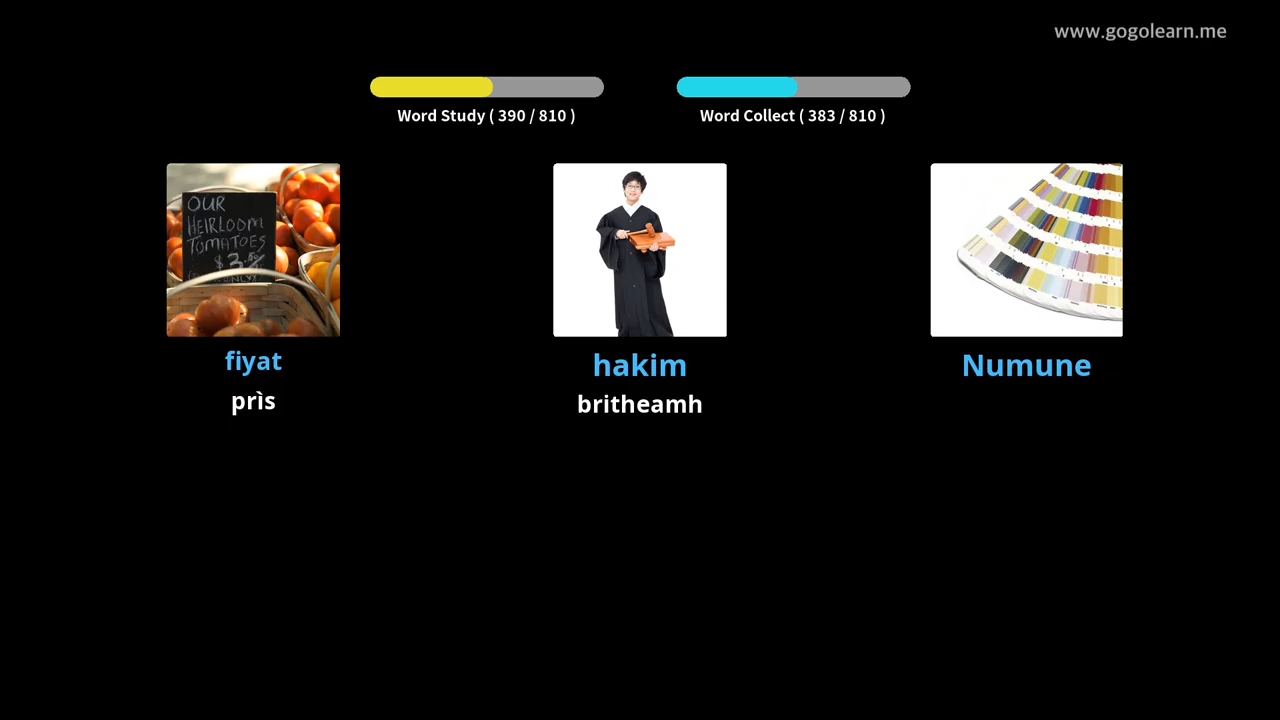 www.gogolearn.me
Word Study ( 390 / 810 )
Word Collect ( 383 / 810 )
OUR
HEIRLOOM
TOMATOES
fiyat
prìs
hakim
britheamh
Numune